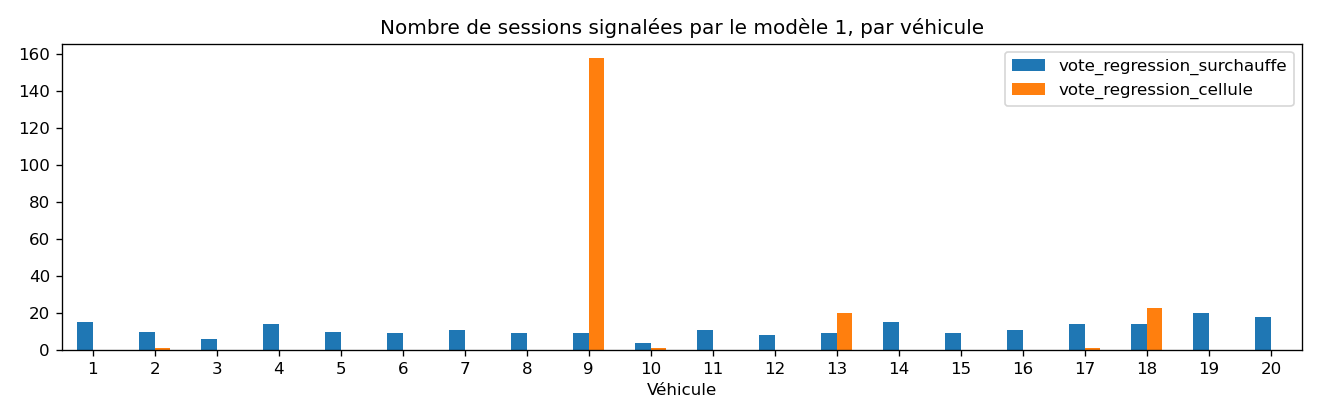 Nombre de sessions signalées par le modèle 1, par véhicule
vote_regression_surchauffe
vote_regression_cellule
160
140
120
100
80
60
40
20
0
1 2 3 4 5 6 7 8 9 10 11 12 13 14 15 16 17 18 19 20
Véhicule